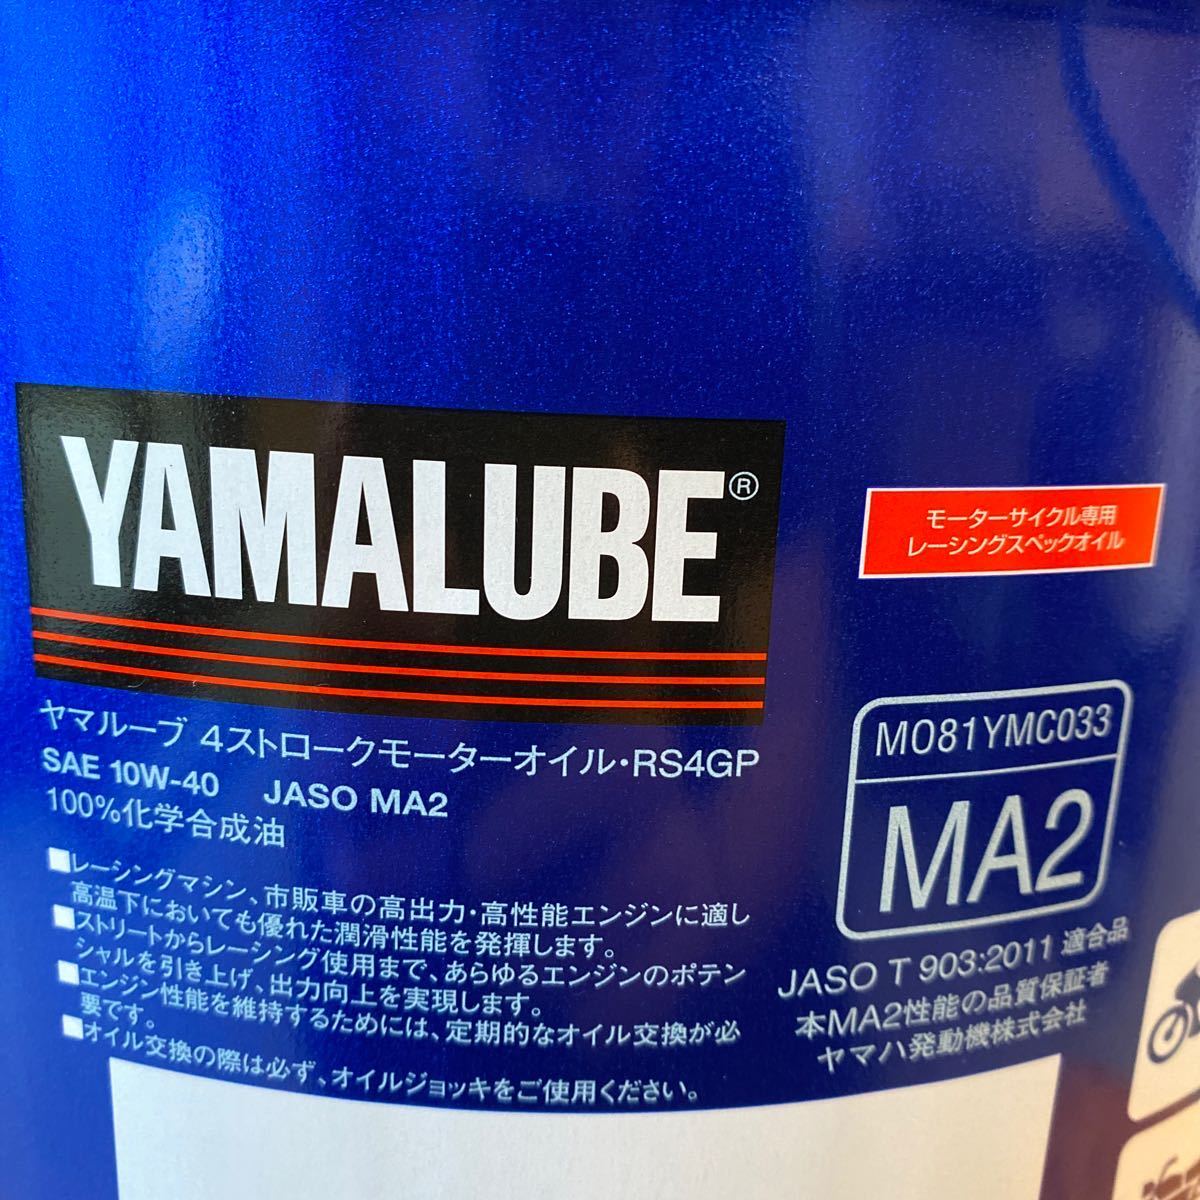 YAMALUBE®
モーターサイクル専用
レーシングスペックオイル
ヤマルーブ 4ストロークモーターオイル・RS4GP
SAE 10W-40 JASO MA2
100%化学合成油
■レーシングマシン、市販車の高出力・高性能エンジンに適し
高温下においても優れた潤滑性能を発揮します。
■ストリートからレーシング使用まで、あらゆるエンジンのポテン
シャルを引き上げ、出力向上を実現します。
■エンジン性能を維持するためには、定期的なオイル交換が必
要です。
■オイル交換の際は必ず、オイルジョッキをご使用ください。
MO81YMC033
MA2
JASO T 903:2011 適合品
本MA2性能の品質保証者
ヤマハ発動機株式会社